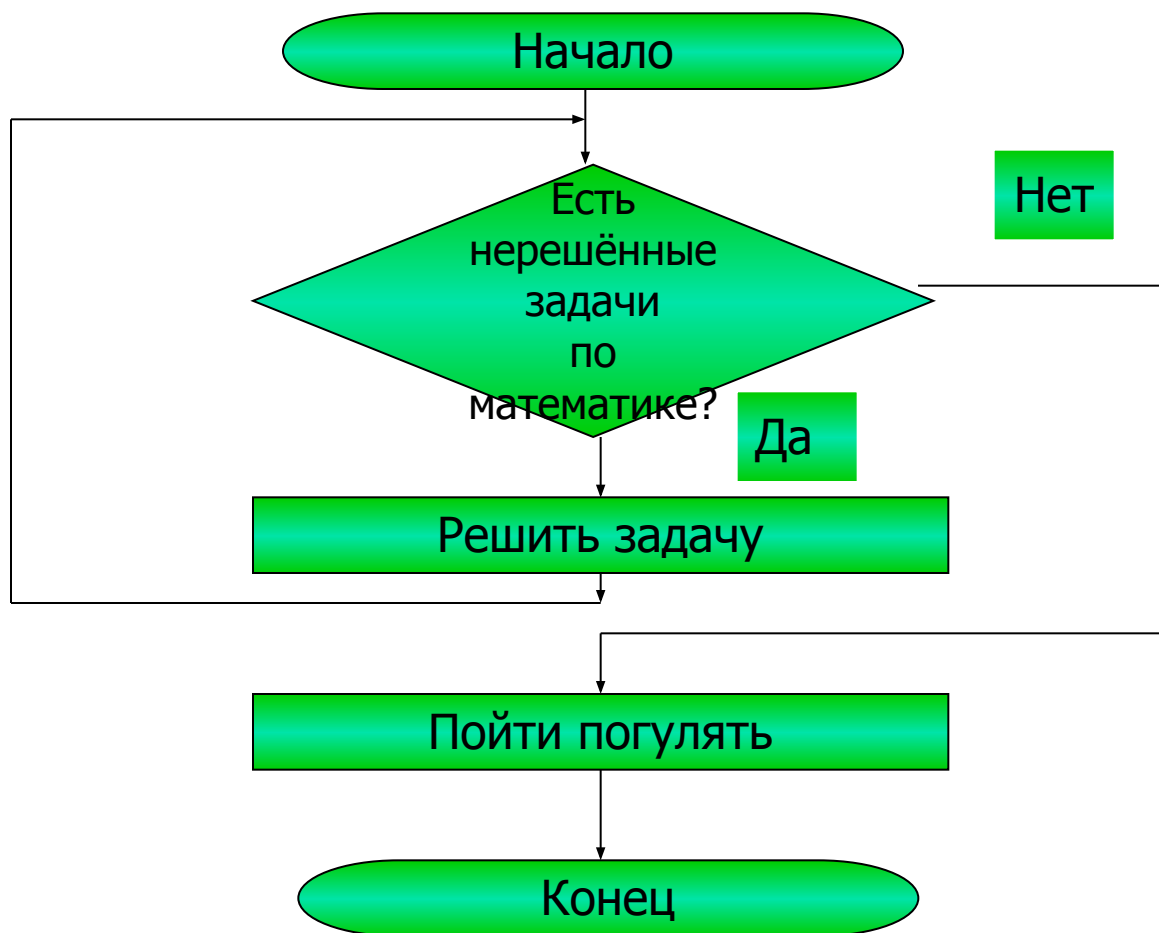 Начало
Нет
Есть
нерешённые
задачи
по
математике?
Да
Решить задачу
Пойти погулять
Конец